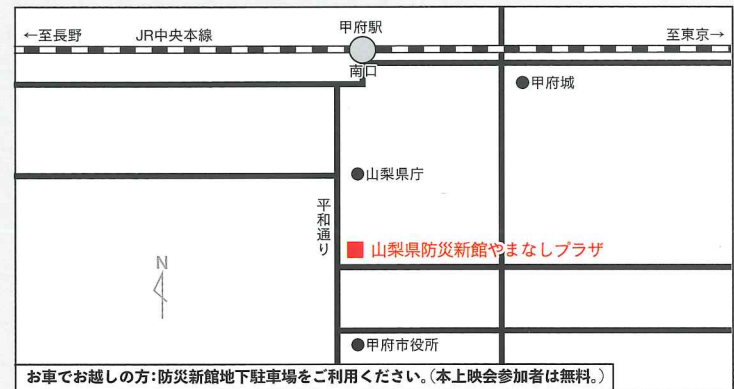 甲府駅
←至長野
JR中央本線
至東京→
南口
●甲府城
●山梨県庁
平和通り
■ 山梨県防災新館やまなしプラザ
N
●甲府市役所
お車でお越しの方:防災新館地下駐車場をご利用ください。(本上映会参加者は無料。)